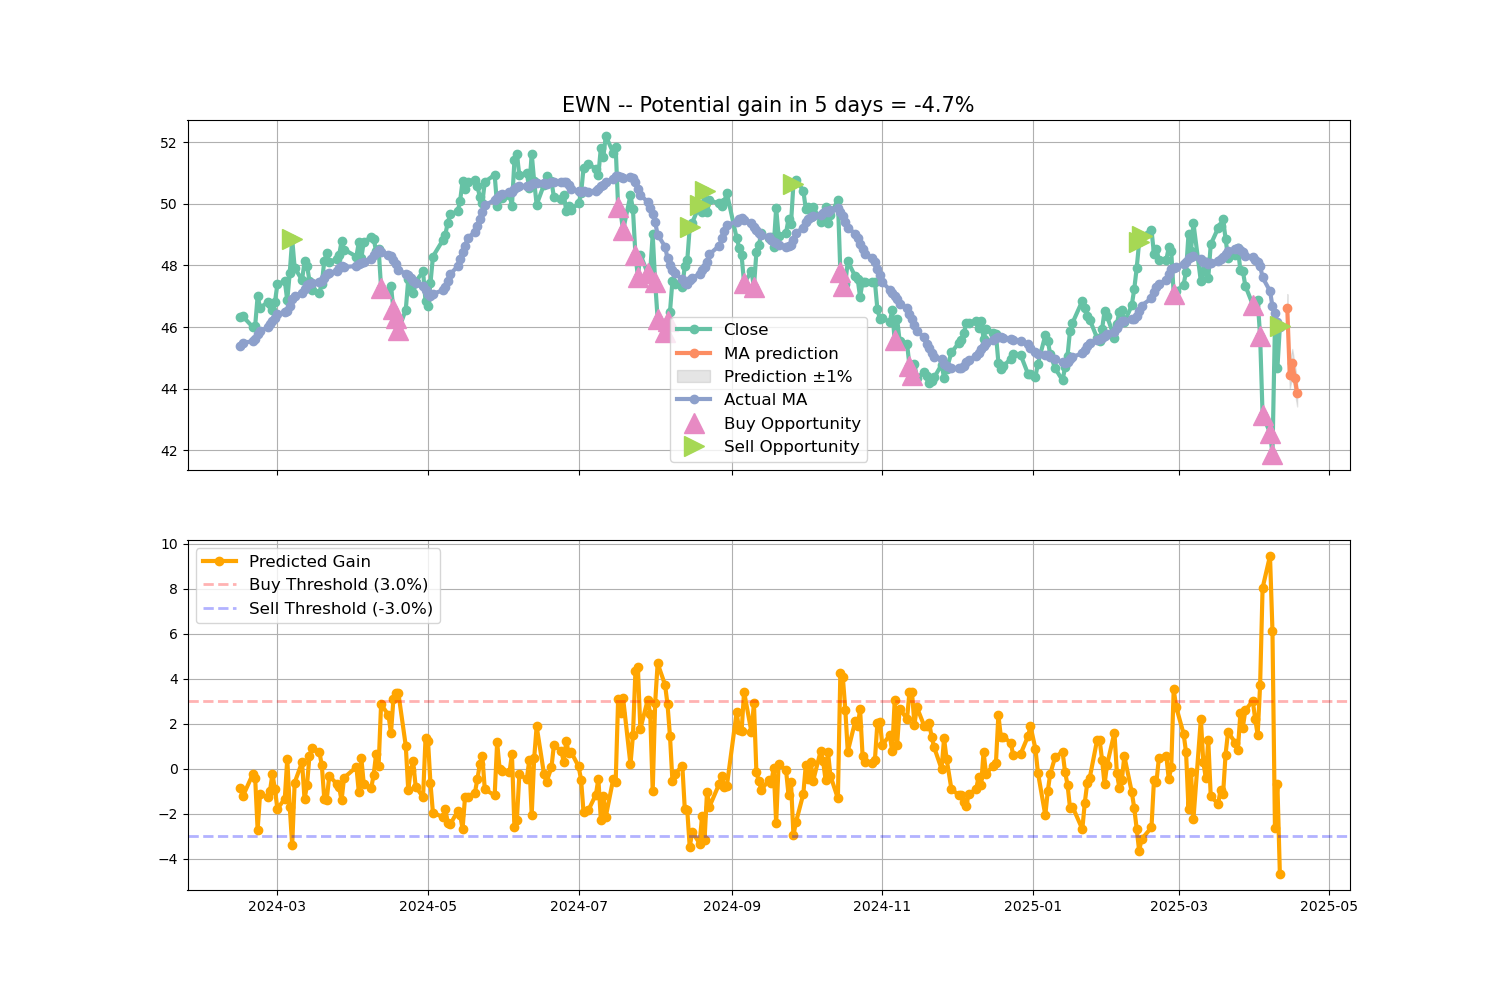 EWN -- Potential gain in 5 days = -4.7%
52
50
48
46
44
42
Close
MA prediction
Prediction ±1%
Actual MA
Buy Opportunity
Sell Opportunity
10
8
6
4
2
0
−2
−4
Predicted Gain
Buy Threshold (3.0%)
Sell Threshold (-3.0%)
2024-03 2024-05 2024-07 2024-09 2024-11 2025-01 2025-03 2025-05